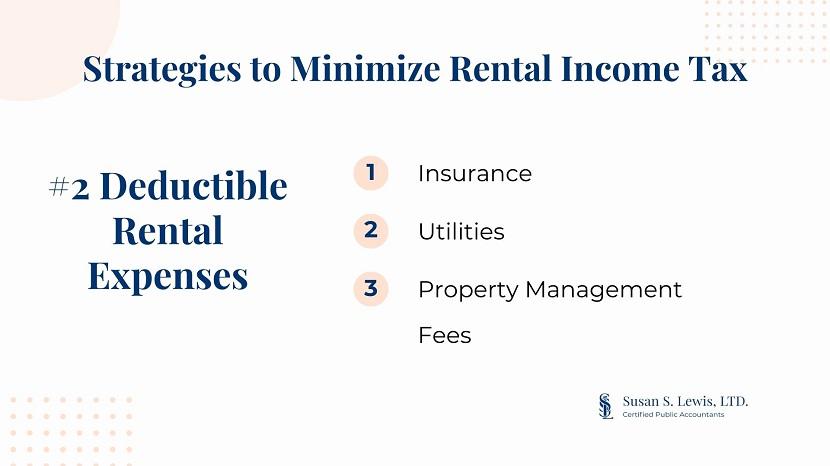 Strategies to Minimize Rental Income Tax
#2 Deductible
Rental
Expenses
1 Insurance
2 Utilities
3 Property Management
Fees
Susan S. Lewis, LTD.
Certified Public Accountants